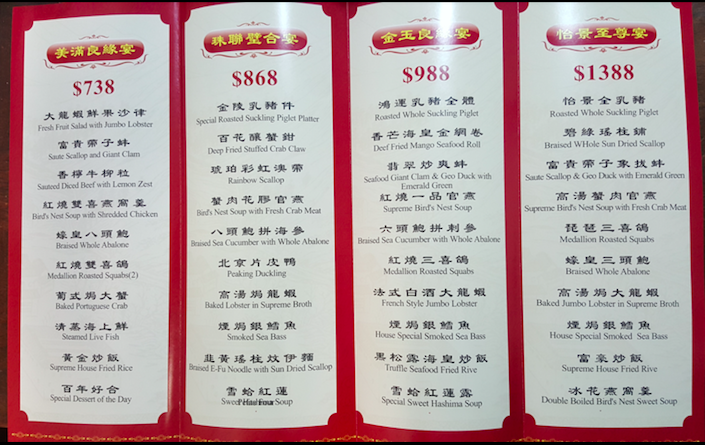 美滿良緣宴
$738
大龍蝦鮮果沙律
Fresh Fruit Salad with Jumbo Lobster
富貴帶子蚌
Saute Scallop and Giant Clam
香檸牛柳粒
Sauteed Diced Beef with Lemon Zest
紅燒雙喜燕窩羹
Bird's Nest Soup with Shredded Chicken
蠔皇八頭鮑
Braised Whole Abalone
紅燒雙喜鴿
Medallion Roasted Squabs(2)
葡式焗大蟹
Baked Portuguese Crab
清蒸海上鮮
Steamed Live Fish
黃金炒飯
Supreme House Fried Rice
百年好合
Special Dessert of the Day
珠聯璧合宴
$868
金陵乳豬件
Special Roasted Suckling Piglet Platter
百花釀蟹鉗
Deep Fried Stuffed Crab Claw
琥珀彩虹澳帶
Rainbow Scallop
蟹肉花膠官燕
Bird's Nest Soup with Fresh Crab Meat
八頭鮑拼海參
Braised Sea Cucumber with Whole Abalone
北京片皮鴨
Peaking Duckling
高湯焗龍蝦
Baked Lobster in Supreme Broth
煙焗銀鱈魚
Smoked Sea Bass
韭黃瑤柱炆伊麵
Braised E-Fu Noodle with Sun Dried Scallop
雪蛤紅蓮
Soup
金玉良緣宴
$988
鴻運乳豬全體
Roasted Whole Suckling Piglet
香芒海皇金網卷
Deef Fried Mango Seafood Roll
翡翠炒爽蚌
Seafood Giant Clam & Geo Duck with
Emerald Green
紅燒一品官燕
Supreme Bird's Nest Soup
六頭鮑拼刺參
Braised Sea Cucumber with Whole Abalone
紅燒三喜鴿
Medallion Roasted Squabs
法式白酒大龍蝦
French Style Jumbo Lobster
煙焗銀鱈魚
House Special Smoked Sea Bass
黑松露海皇炒飯
Truffle Seafood Fried Rive
雪蛤紅蓮露
Special Sweet Hashima Soup
怡景至尊宴
$1388
怡景全乳豬
Roasted Whole Suckling Piglet
碧綠瑤柱鋪
Braised WHole Sun Dried Scallop
富貴帶子象拔蚌
Saute Scallop & Geo Duck with Emerald Green
高湯蟹肉官燕
Supreme Bird's Nest Soup with Fresh Crab Meat
琵琶三喜鴿
Medallion Roasted Squabs
蠔皇三頭鮑
Braised Whole Abalone
高湯焗大龍蝦
Baked Jumbo Lobster in Supreme Broth
煙焗銀鱈魚
House Special Smoked Sea Bass
富豪炒飯
Supreme House Fried Rive
冰花燕窩羹
Double Boiled Bird's Nest Sweet Soup